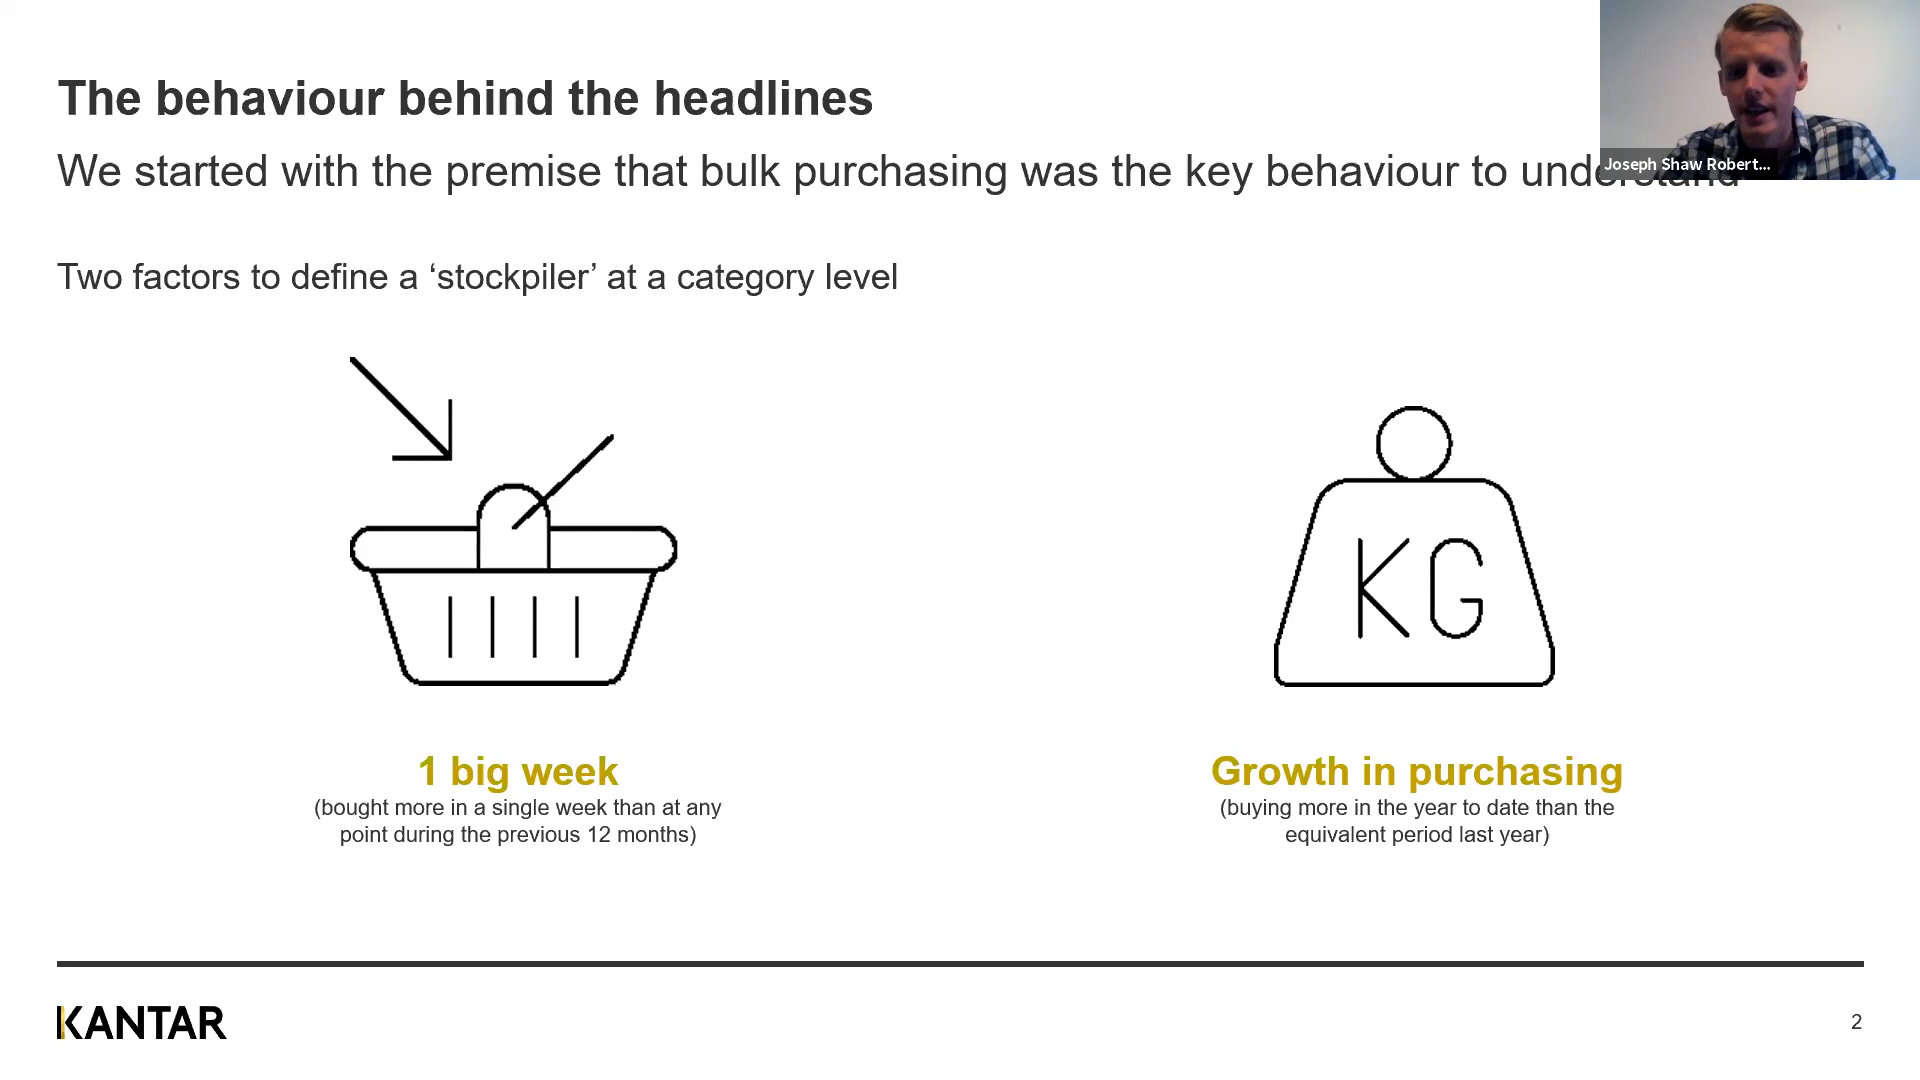 The behaviour behind the headlines
We started with the premise that bulk purchasing was the key behaviour to understand
Joseph Shaw Robert...
Two factors to define a ‘stockpiler’ at a category level
KG
1 big week
(bought more in a single week than at any
point during the previous 12 months)
Growth in purchasing
(buying more in the year to date than the
equivalent period last year)
KANTAR
2